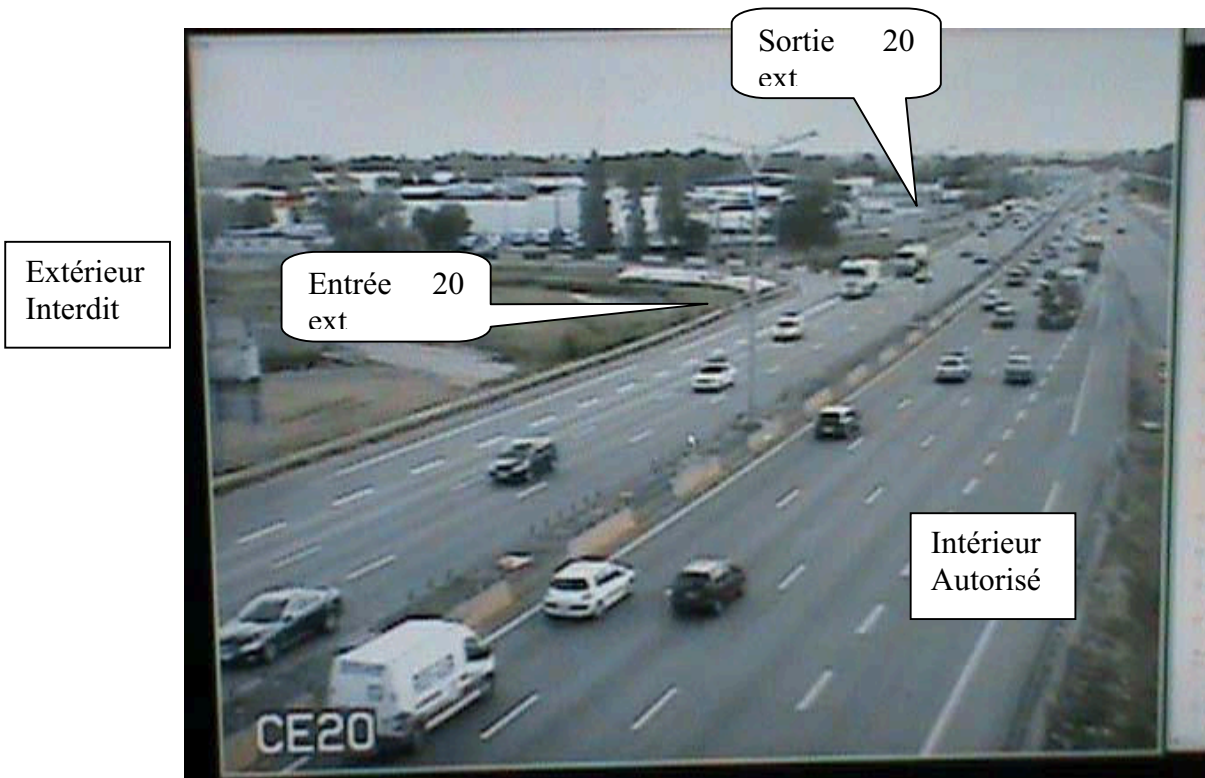 Sortie 20
ext
Extérieur
Interdit
Entrée 20
ext
Intérieur
Autorisé
CE20